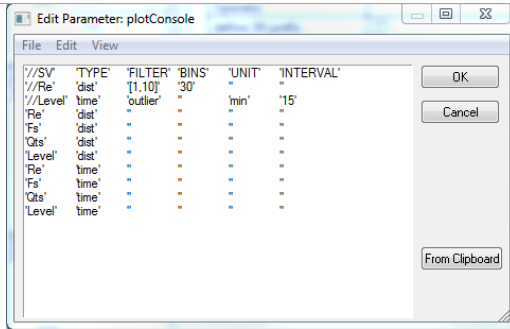 Edit Parameter: plotConsole
File Edit View
'//SV' 'TYPE' 'FILTER' 'BINS' 'UNIT' 'INTERVAL'
'//Re' 'dist' '[1,10]' '30' '' ''
'//Level' 'time' 'outlier' '' 'min' '15'
'Re' 'dist' '' '' '' ''
'Fs' 'dist' '' '' '' ''
'Qts' 'dist' '' '' '' ''
'Level' 'dist' '' '' '' ''
'Re' 'time' '' '' '' ''
'Fs' 'time' '' '' '' ''
'Qts' 'time' '' '' '' ''
'Level' 'time' '' '' '' ''
OK
Cancel
From Clipboard